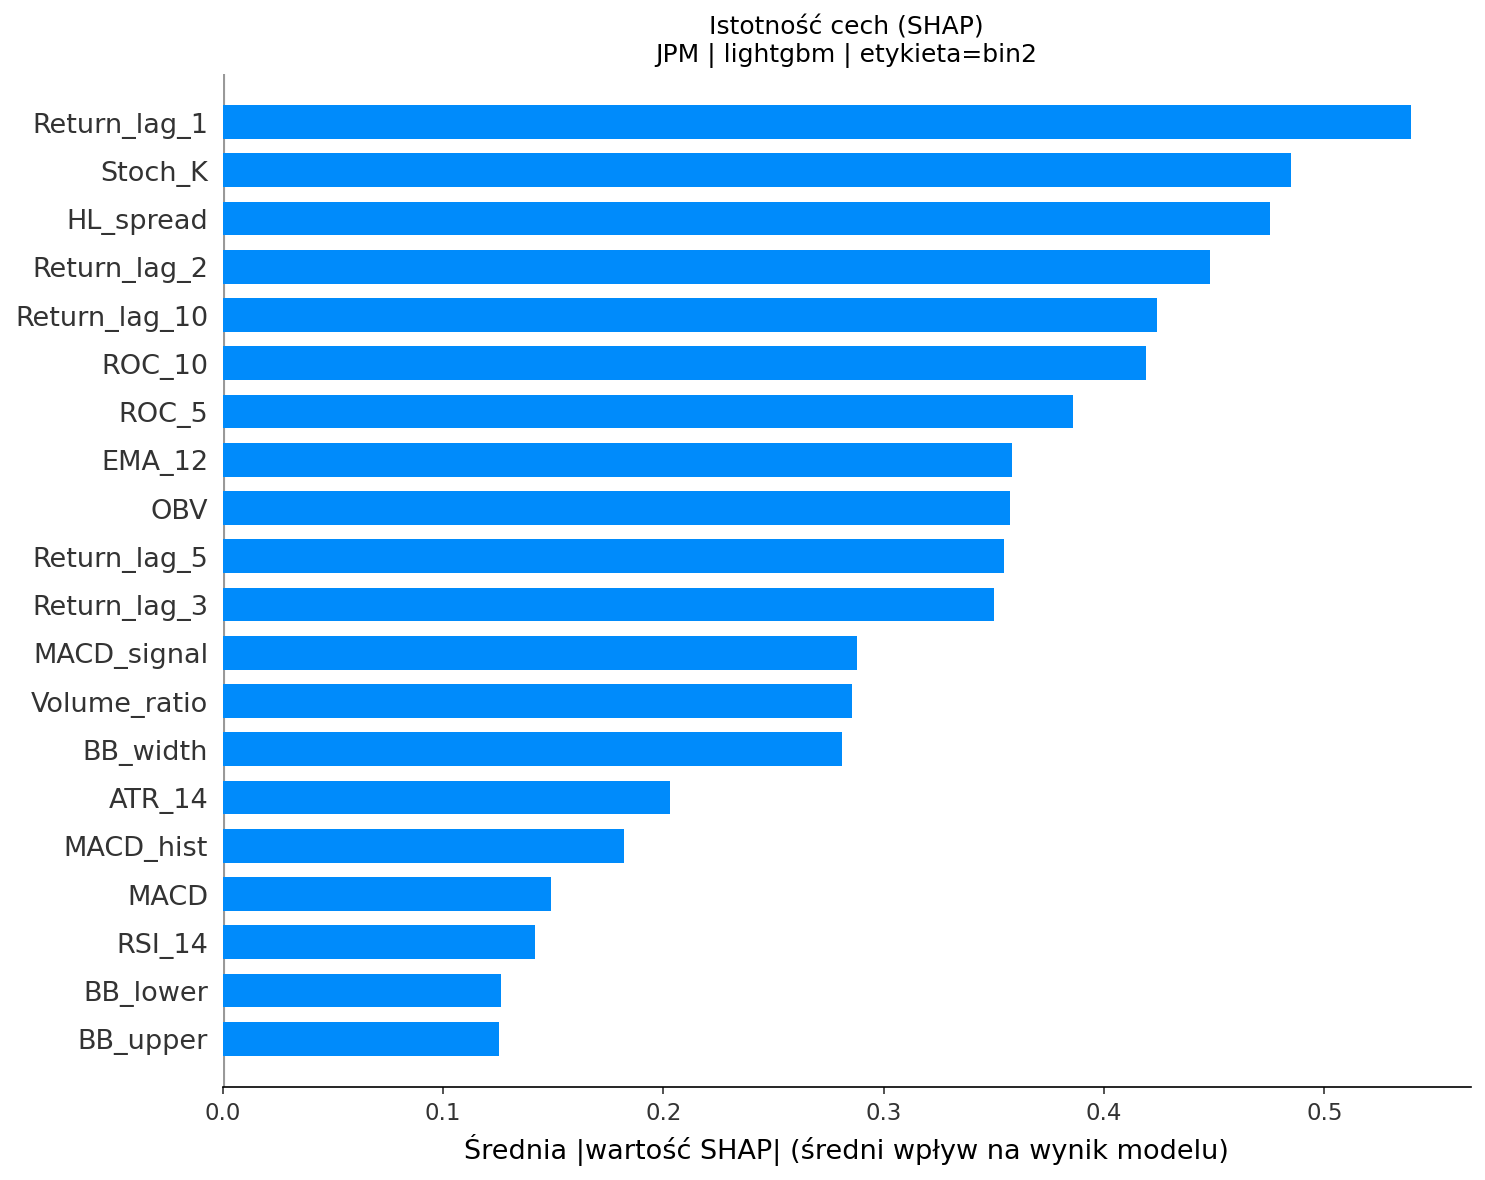 Istotność cech (SHAP)
JPM | lightgbm | etykieta=bin2
Return_lag_1
Stoch_K
HL_spread
Return_lag_2
Return_lag_10
ROC_10
ROC_5
EMA_12
OBV
Return_lag_5
Return_lag_3
MACD_signal
Volume_ratio
BB_width
ATR_14
MACD_hist
MACD
RSI_14
BB_lower
BB_upper
0.0 0.1 0.2 0.3 0.4 0.5
Średnia |wartość SHAP| (średni wpływ na wynik modelu)